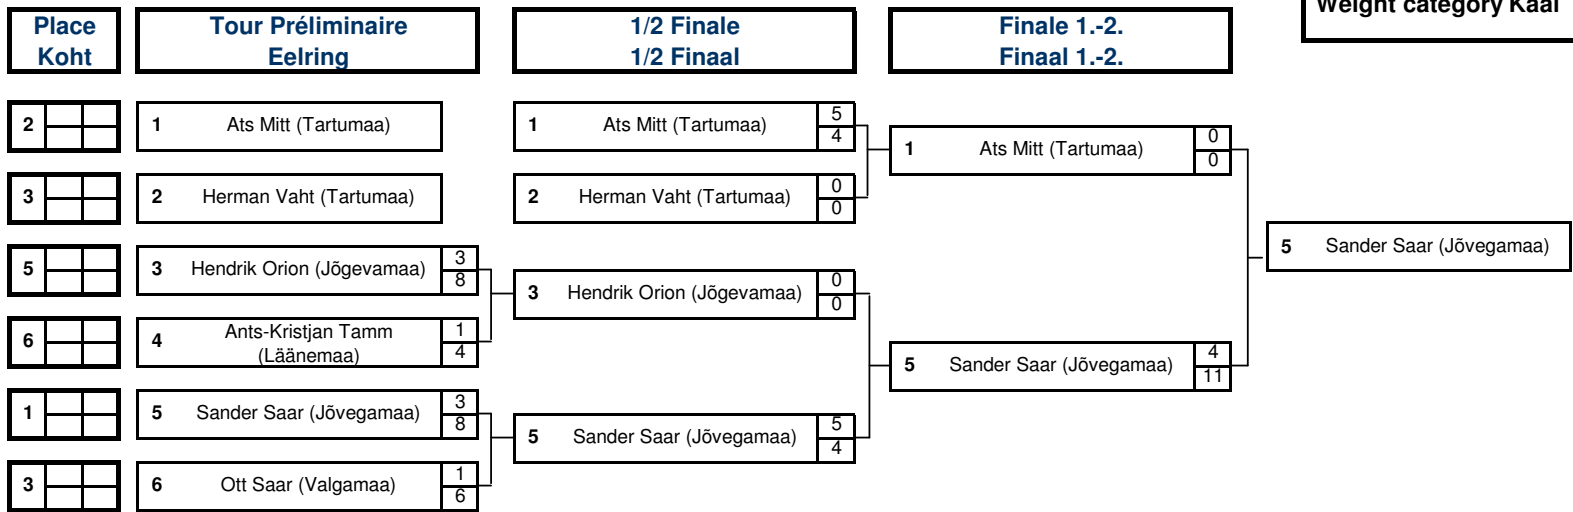 Weight category Kaal
Place Tour Préliminaire 1/2 Finale Finale 1.-2.
Koht Eelring 1/2 Finaal Finaal 1.-2.
2 1 Ats Mitt (Tartumaa) 1 Ats Mitt (Tartumaa) 5 4
1 Ats Mitt (Tartumaa) 0 0
3 2 Herman Vaht (Tartumaa) 2 Herman Vaht (Tartumaa) 0 0
5 Sander Saar (Jõvegamaa)
5 3 Hendrik Orion (Jõgevamaa) 3 8
3 Hendrik Orion (Jõgevamaa) 0 0
6 4 Ants-Kristjan Tamm 1
(Läänemaa) 4
5 Sander Saar (Jõvegamaa) 4 11
1 5 Sander Saar (Jõvegamaa) 3 8
5 Sander Saar (Jõvegamaa) 5 4
3 6 Ott Saar (Valgamaa) 1 6